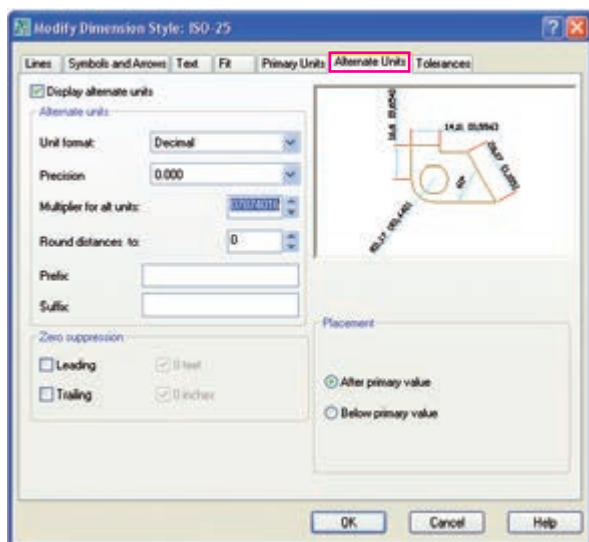 Modify Dimension Style: ISO-25
Lines Symbols and Arrows Text Fit Primary Units Alternate Units Tolerances
Display alternate units
Alternate units
Unit format: Decimal
Precision 0.000
Multiplier for alt units: 07874016
Round distances to: 0
Prefix:
Suffix:
Zero suppression
Leading 0 feet
Trailing 0 inches
Placement
After primary value
Below primary value
OK Cancel Help